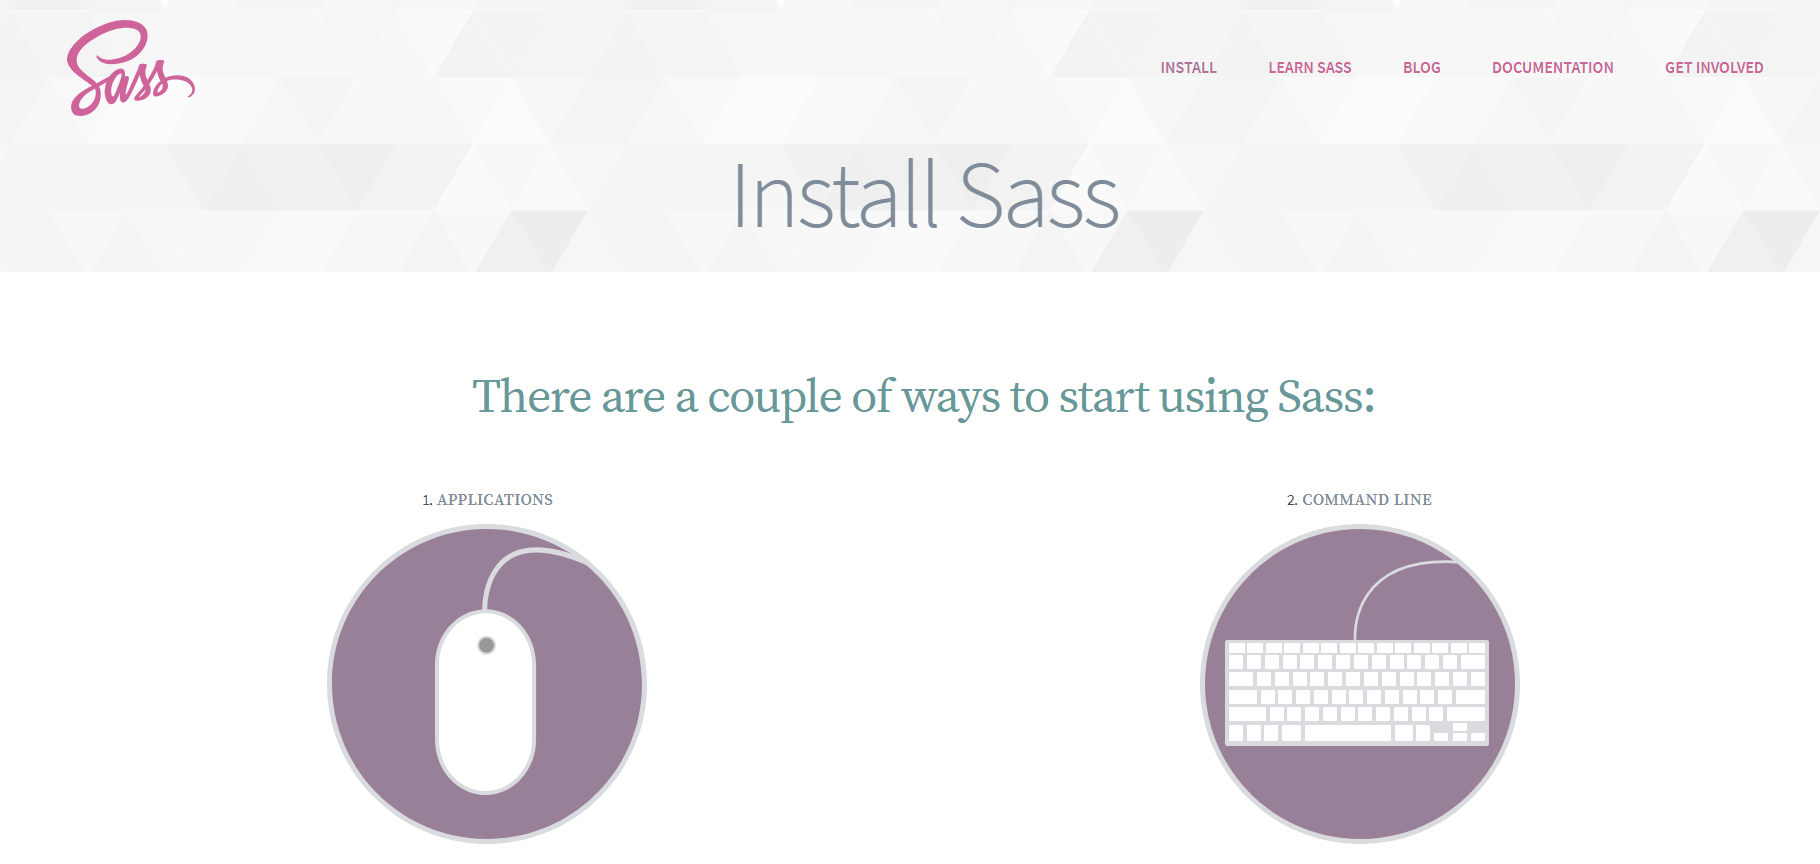 Sass
INSTALL LEARN SASS BLOG DOCUMENTATION GET INVOLVED
Install Sass
There are a couple of ways to start using Sass:
1. APPLICATIONS
2. COMMAND LINE